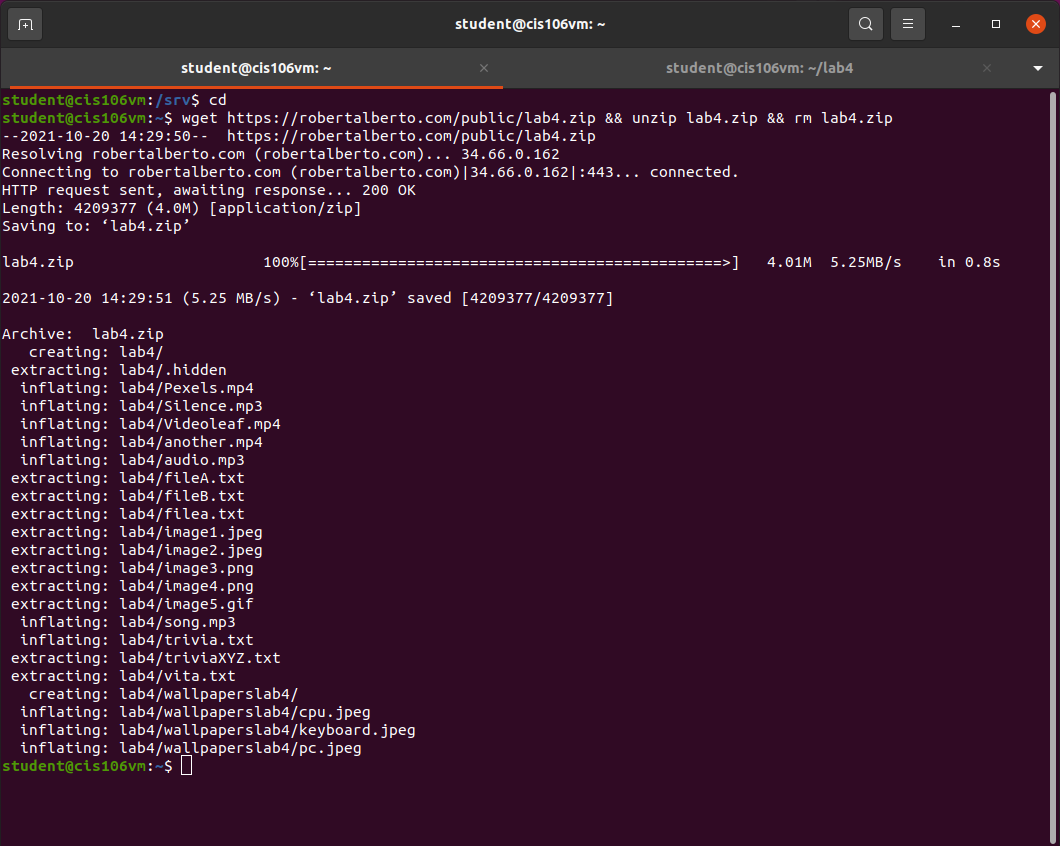 student@cis106vm: ~
student@cis106vm: ~
student@cis106vm: ~/lab4
student@cis106vm:/srv$ cd
student@cis106vm:~$ wget https://robertalberto.com/public/lab4.zip && unzip lab4.zip && rm lab4.zip
--2021-10-20 14:29:50--  https://robertalberto.com/public/lab4.zip
Resolving robertalberto.com (robertalberto.com)... 34.66.0.162
Connecting to robertalberto.com (robertalberto.com)|34.66.0.162|:443... connected.
HTTP request sent, awaiting response... 200 OK
Length: 4209377 (4.0M) [application/zip]
Saving to: ‘lab4.zip’
lab4.zip                     100%[==============================================>]   4.01M  5.25MB/s    in 0.8s
2021-10-20 14:29:51 (5.25 MB/s) - ‘lab4.zip’ saved [4209377/4209377]
Archive:  lab4.zip
   creating: lab4/
 extracting: lab4/.hidden
  inflating: lab4/Pexels.mp4
  inflating: lab4/Silence.mp3
  inflating: lab4/Videoleaf.mp4
  inflating: lab4/another.mp4
  inflating: lab4/audio.mp3
 extracting: lab4/fileA.txt
 extracting: lab4/fileB.txt
 extracting: lab4/filea.txt
 extracting: lab4/image1.jpeg
 extracting: lab4/image2.jpeg
 extracting: lab4/image3.png
 extracting: lab4/image4.png
 extracting: lab4/image5.gif
  inflating: lab4/song.mp3
  inflating: lab4/trivia.txt
 extracting: lab4/triviaXYZ.txt
 extracting: lab4/vita.txt
   creating: lab4/wallpaperslab4/
  inflating: lab4/wallpaperslab4/cpu.jpeg
  inflating: lab4/wallpaperslab4/keyboard.jpeg
  inflating: lab4/wallpaperslab4/pc.jpeg
student@cis106vm:~$